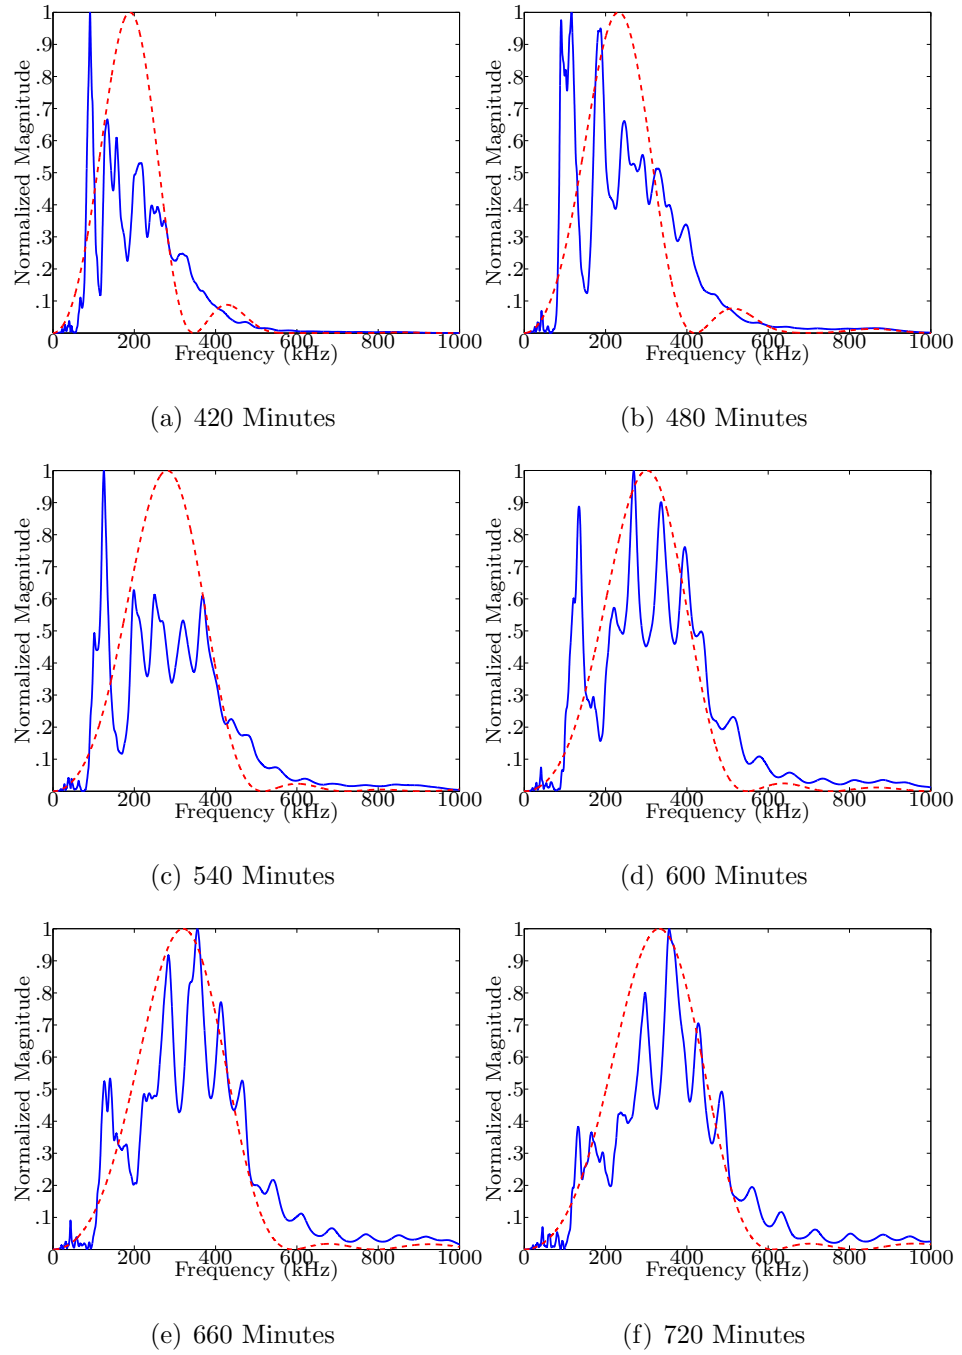 1
.9
.8
.7
.6
.5
.4
.3
.2
.1
Normalized Magnitude
0 200 400 600 800 1000
Frequency (kHz)
(a) 420 Minutes
1
.9
.8
.7
.6
.5
.4
.3
.2
.1
Normalized Magnitude
0 200 400 600 800 1000
Frequency (kHz)
(b) 480 Minutes
1
.9
.8
.7
.6
.5
.4
.3
.2
.1
Normalized Magnitude
0 200 400 600 800 1000
Frequency (kHz)
(c) 540 Minutes
1
.9
.8
.7
.6
.5
.4
.3
.2
.1
Normalized Magnitude
0 200 400 600 800 1000
Frequency (kHz)
(d) 600 Minutes
1
.9
.8
.7
.6
.5
.4
.3
.2
.1
Normalized Magnitude
0 200 400 600 800 1000
Frequency (kHz)
(e) 660 Minutes
1
.9
.8
.7
.6
.5
.4
.3
.2
.1
Normalized Magnitude
0 200 400 600 800 1000
Frequency (kHz)
(f) 720 Minutes